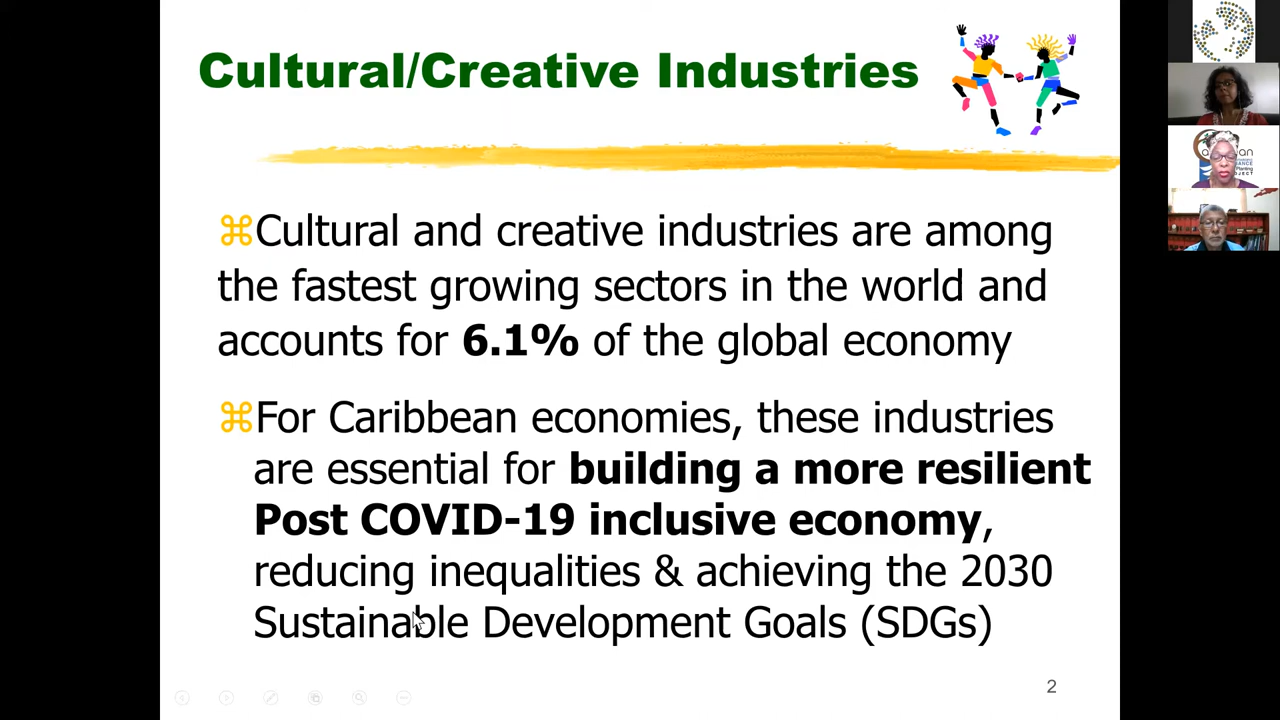 Cultural/Creative Industries
⌘Cultural and creative industries are among
the fastest growing sectors in the world and
accounts for 6.1% of the global economy
⌘For Caribbean economies, these industries
are essential for building a more resilient
Post COVID-19 inclusive economy,
reducing inequalities & achieving the 2030
Sustainable Development Goals (SDGs)
2